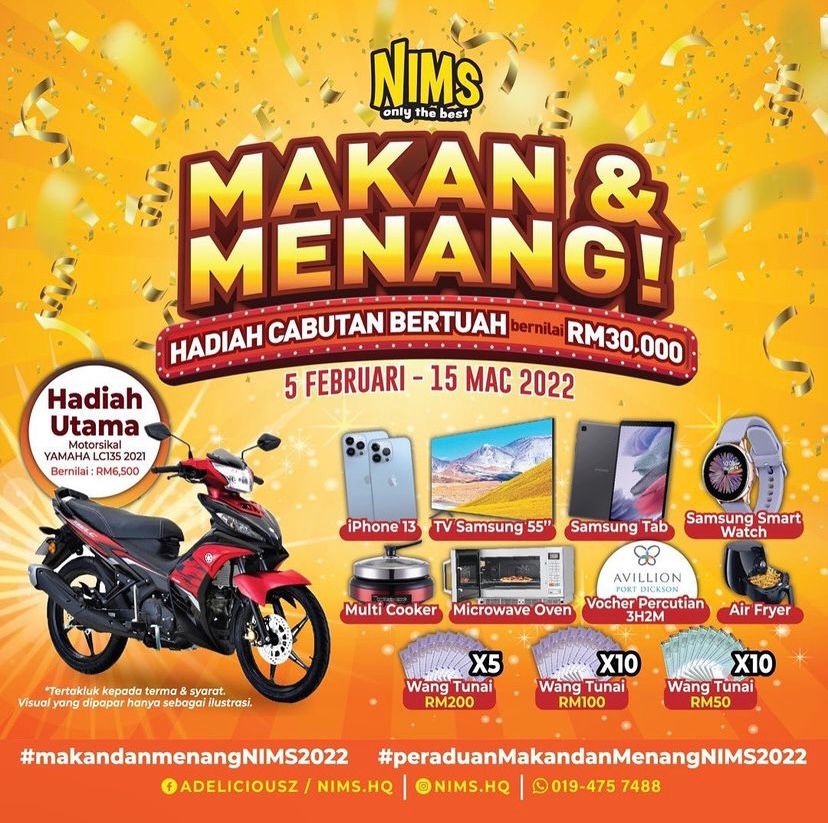 NIMS
only the best
MAKAN &
MENANG!
HADIAH CABUTAN BERTUAH bernilai RM30.000
5 FEBRUARI - 15 MAC 2022
Hadiah
Utama
Motorsikal
YAMAHA LC135 2021
Bernilai : RM6,500
iPhone 13
TV Samsung 55"
Samsung Tab
Samsung Smart
Watch
Multi Cooker
Microwave Oven
AVILLION
PORT DICKSON
Vocher Percutian
3H2M
Air Fryer
X5
Wang Tunai
RM200
X10
Wang Tunai
RM100
X10
Wang Tunai
RM50
*Tertakluk kepada terma & syarat.
Visual yang dipapar hanya sebagai ilustrasi.
#makandanmenangNIMS2022 #peraduanMakandanMenangNIMS2022
ADELICIOUSZ / NIMS.HQ | NIMS.HQ | 019-475 7488